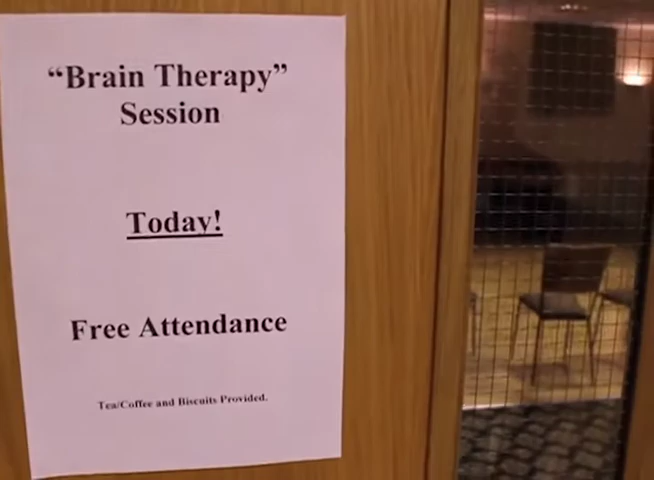 “Brain Therapy”
Session
Today!
Free Attendance
Tea/Coffee and Biscuits Provided.